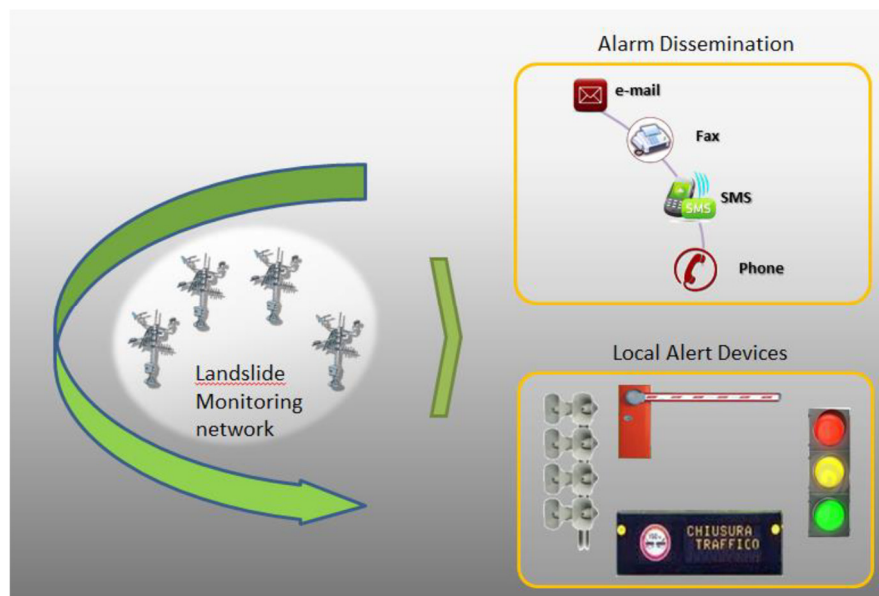 Alarm Dissemination
e-mail
Fax
SMS
SMS
Phone
Landslide
Monitoring
network
Local Alert Devices
CHIUSURA
TRAFFICO